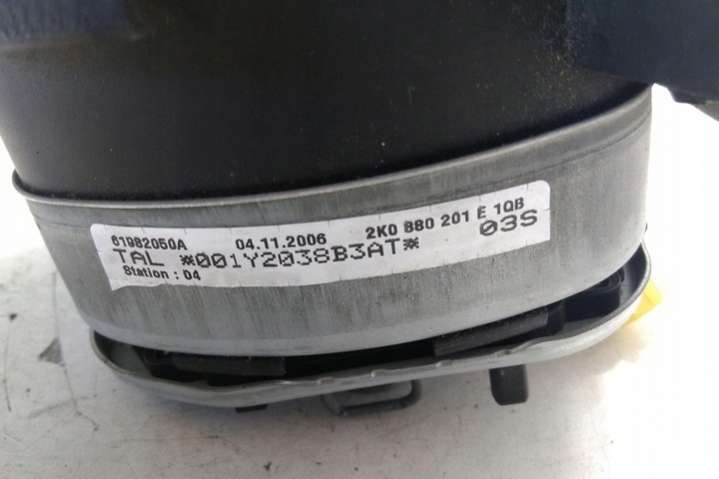 61982050A 04.11.2006 2K0 880 201 E 1QB
TAL *001Y2038B3AT* 03S
Station : 04